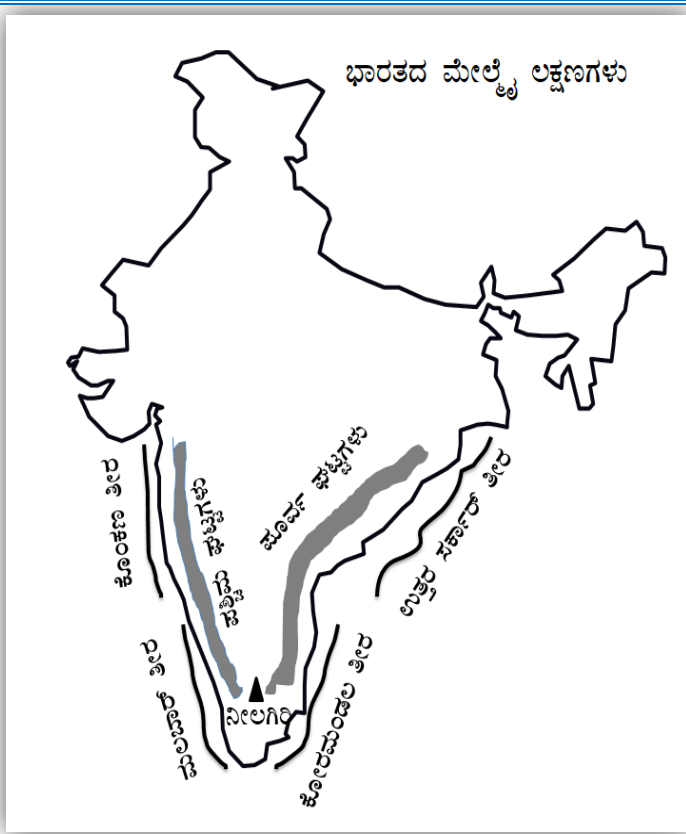 ಭಾರತದ ಮೇಲ್ಮೈ ಲಕ್ಷಣಗಳು
ಕೊಂಕಣ ತೀರ
ಪಶ್ಚಿಮ ಘಟ್ಟಗಳು
ಪೂರ್ವ ಘಟ್ಟಗಳು
ಉತ್ತರ ಸರ್ಕಾರ್ ತೀರ
ಮಲಬಾರ್ ತೀರ
ನೀಲಗಿರಿ
ಕೋರಮಂಡಲ ತೀರ